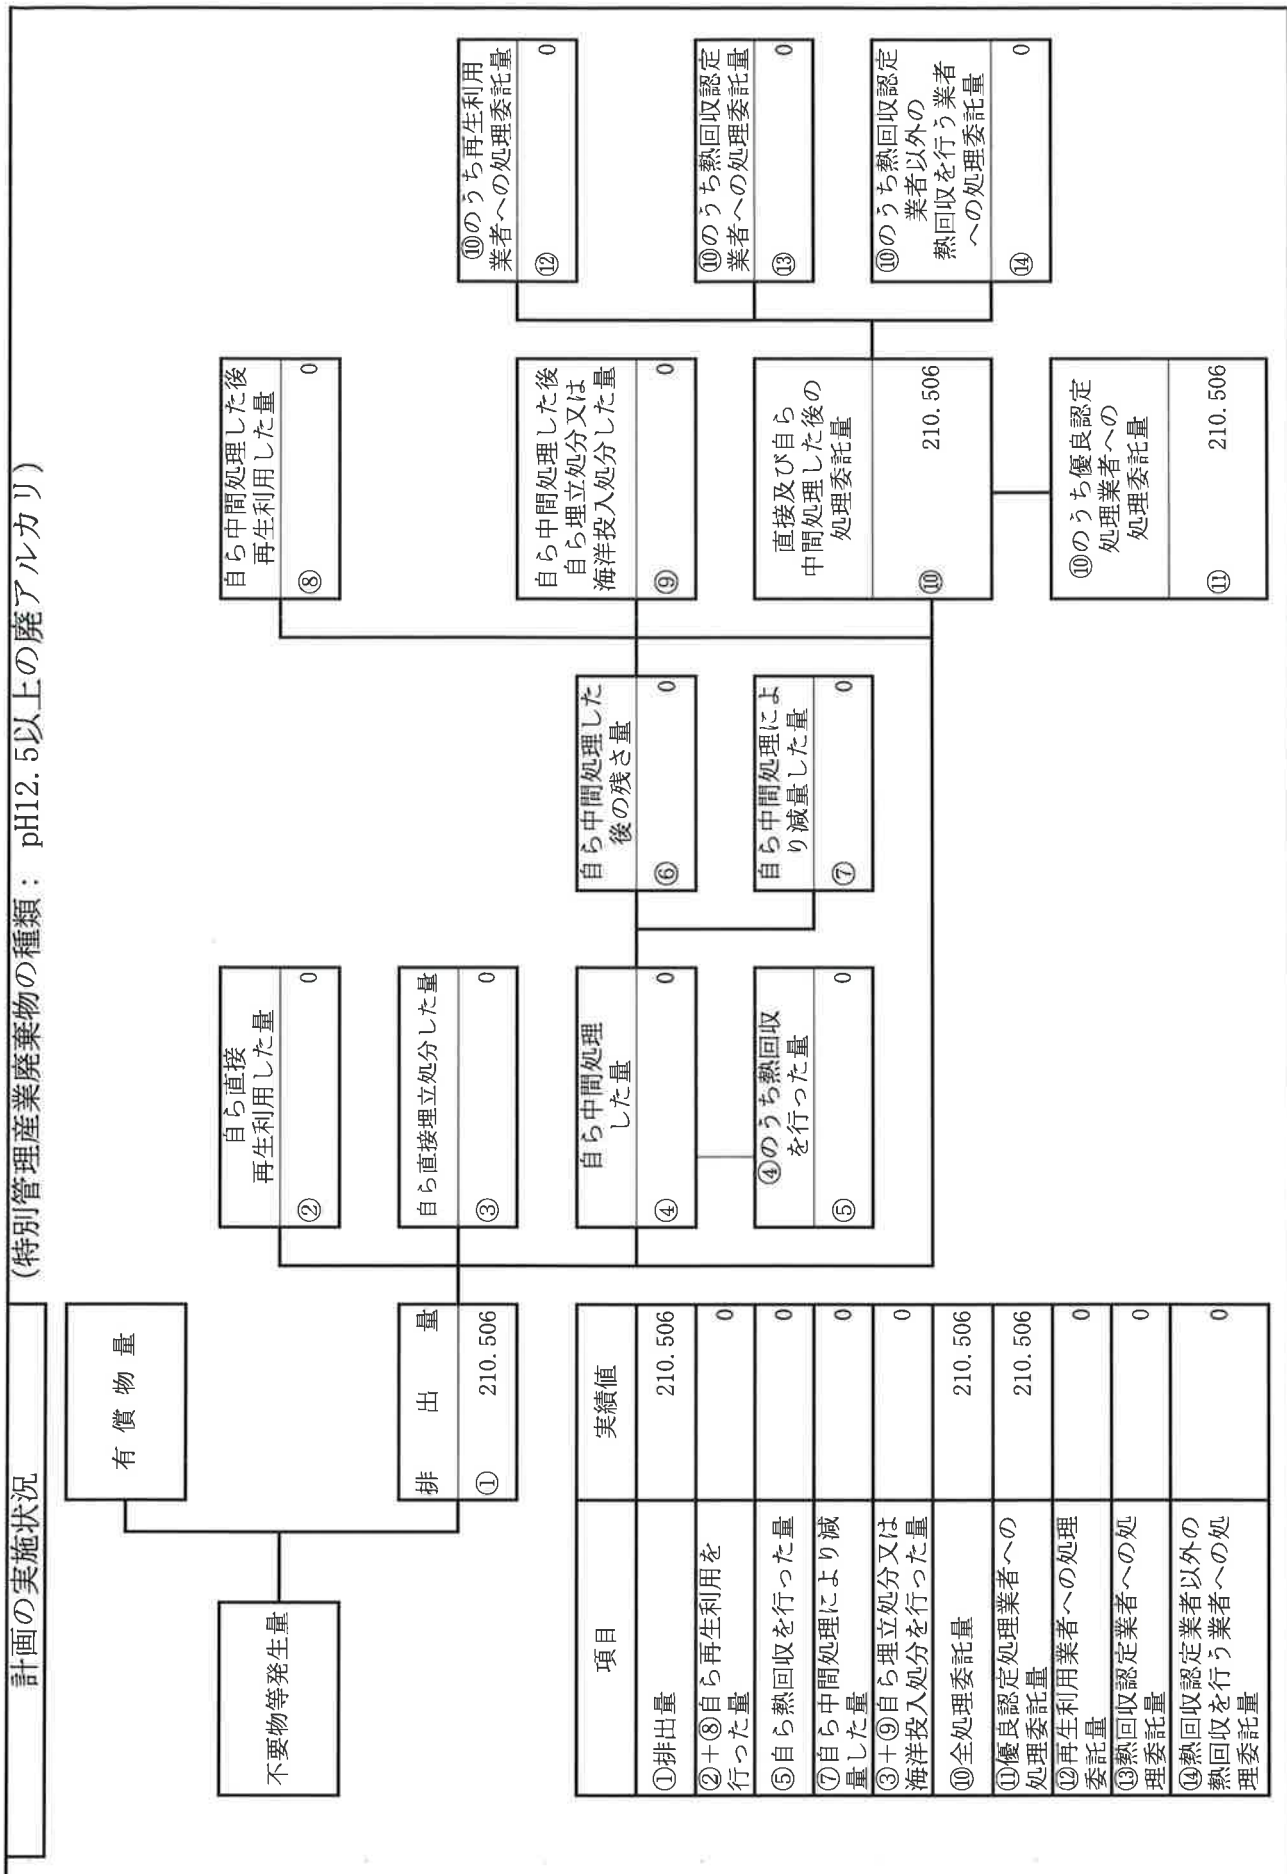 計画の実施状況
(特別管理産業廃棄物の種類： pH12.5以上の廃アルカリ)
不要物等発生量
有償物量
排出量
① 210.506
自ら直接
再生利用した量
② 0
自ら直接埋立処分した量
③ 0
自ら中間処理
した量
④ 0
④のうち熱回収
を行った量
⑤ 0
自ら中間処理した
後の残さ量
⑥ 0
自ら中間処理によ
り減量した量
⑦ 0
自ら中間処理した後
再生利用した量
⑧ 0
自ら中間処理した後
自ら埋立処分又は
海洋投入処分した量
⑨ 0
直接及び自ら
中間処理した後の
処理委託量
⑩ 210.506
⑩のうち優良認定
処理業者への
処理委託量
⑪ 210.506
⑩のうち再生利用
業者への処理委託量
⑫ 0
⑩のうち熱回収認定
業者への処理委託量
⑬ 0
⑩のうち熱回収認定
業者以外の
熱回収を行う業者
への処理委託量
⑭ 0
項目 実績値
①排出量 210.506
②＋⑧自ら再生利用を
行った量 0
⑤自ら熱回収を行った量 0
⑦自ら中間処理により減
量した量 0
③＋⑨自ら埋立処分又は
海洋投入処分を行った量 0
⑩全処理委託量 210.506
⑪優良認定処理業者への
処理委託量 210.506
⑫再生利用業者への処理
委託量 0
⑬熱回収認定業者への処
理委託量 0
⑭熱回収認定業者以外の
熱回収を行う業者への処
理委託量 0